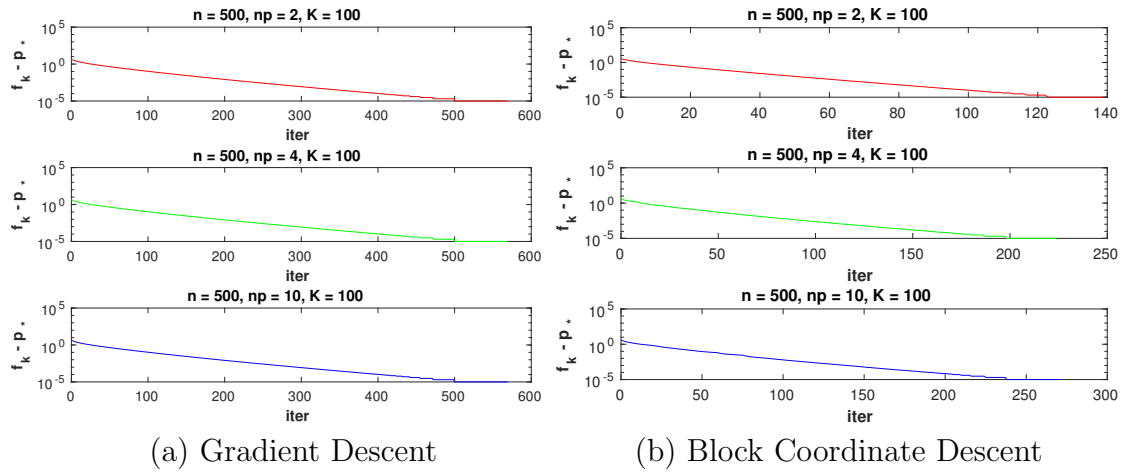 n = 500, np = 2, K = 100
f_k - p_*
10^5
10^0
10^-5
0 100 200 300 400 500 600
iter
n = 500, np = 4, K = 100
f_k - p_*
10^5
10^0
10^-5
0 100 200 300 400 500 600
iter
n = 500, np = 10, K = 100
f_k - p_*
10^5
10^0
10^-5
0 100 200 300 400 500 600
iter
(a) Gradient Descent
n = 500, np = 2, K = 100
f_k - p_*
10^5
10^0
10^-5
0 20 40 60 80 100 120 140
iter
n = 500, np = 4, K = 100
f_k - p_*
10^5
10^0
10^-5
0 50 100 150 200 250
iter
n = 500, np = 10, K = 100
f_k - p_*
10^5
10^0
10^-5
0 50 100 150 200 250 300
iter
(b) Block Coordinate Descent